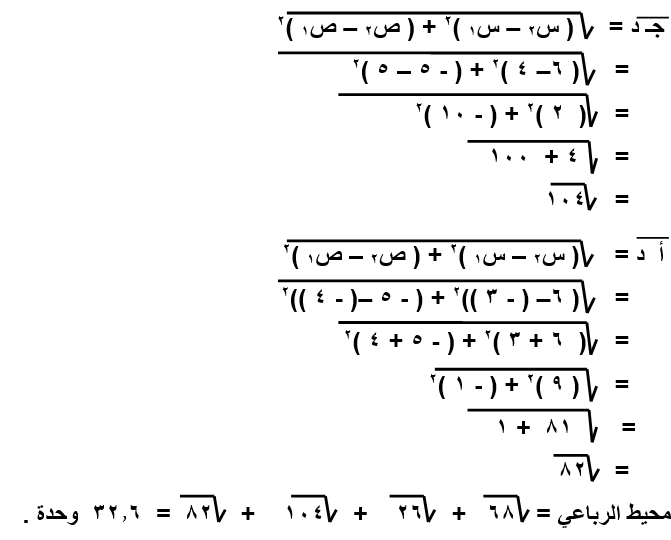 جـ د = √(س٢ – س١)٢ + (ص٢ – ص١)٢
= √(٦– ٤)٢ + (- ٥ – ٥)٢
= √(٢)٢ + (- ١٠)٢
= √٤ + ١٠٠
= √١٠٤
أ د = √(س٢ – س١)٢ + (ص٢ – ص١)٢
= √(٦– (- ٣))٢ + (- ٥ –(- ٤))٢
= √(٦ + ٣)٢ + (- ٥ + ٤)٢
= √(٩)٢ + (- ١)٢
= √٨١ + ١
= √٨٢
محيط الرباعي = √٦٨ + √٢٦ + √١٠٤ + √٨٢ = ٣٢,٦ وحدة .